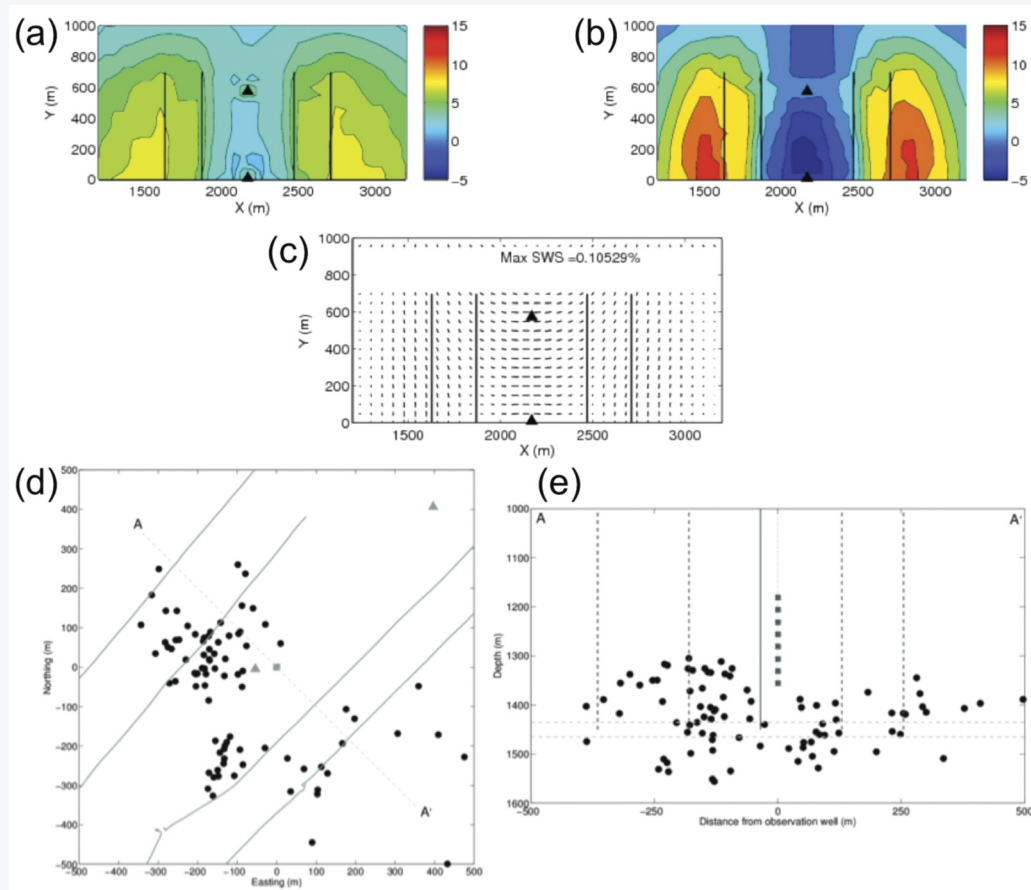 (a)
1000
800
600
400
200
0
Y (m)
1500 2000 2500 3000
X (m)
15
10
5
0
-5
(b)
1000
800
600
400
200
0
Y (m)
1500 2000 2500 3000
X (m)
15
10
5
0
-5
(c)
1000
800
600
400
200
0
Y (m)
Max SWS =0.10529%
1500 2000 2500 3000
X (m)
(d)
500
400
300
200
100
0
-100
-200
-300
-400
-500
Northing (m)
A
A'
-500 -400 -300 -200 -100 0 100 200 300 400 500
Easting (m)
(e)
1000
1100
1200
1300
1400
1500
1600
Depth (m)
A
A'
-500 -250 0 250 500
Distance from observation well (m)